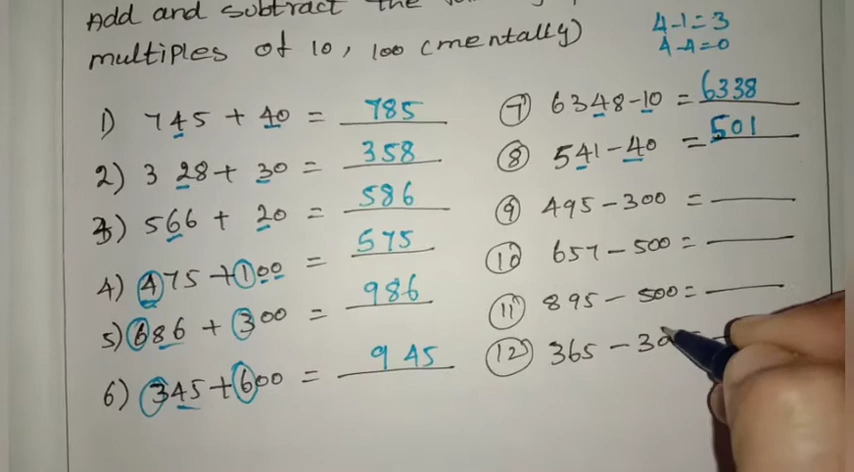 Add and subtract the
multiples of 10, 100 (mentally)
4-1=3
4-4=0
1) 745 + 40 = 785
2) 328 + 30 = 358
3) 566 + 20 = 586
4) 475 + 100 = 575
5) 686 + 300 = 986
6) 345 + 600 = 945
7) 6348 - 10 = 6338
8) 541 - 40 = 501
9) 495 - 300 =
10) 657 - 500 =
11) 895 - 500 =
12) 365 -